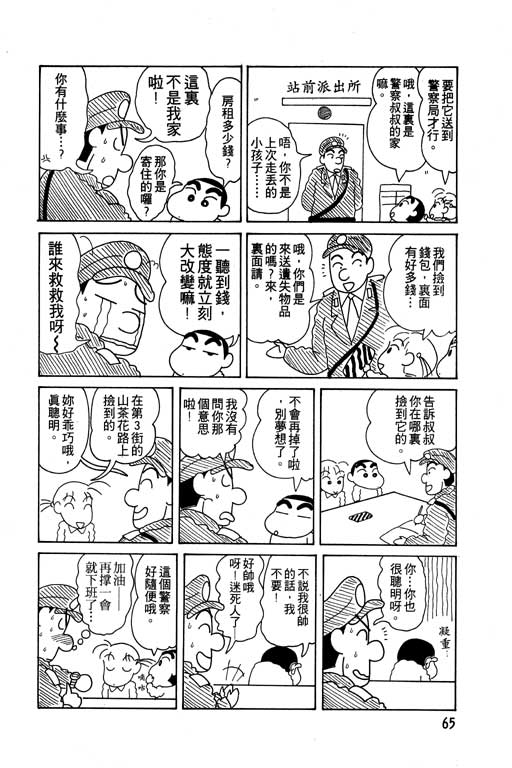 要把它送到
警察局才行。
哦，這裏是
警察叔叔的家
嘛。
站前派出所
唔，你不是
上次走丟的
小孩子……
房租多少錢？
這裏
不是我家
啦！
那你是
寄住的囉？
你有什麼事…？
我們撿到
錢包，裏面
有好多錢…
哦，你們是
來送遺失物品
的嗎？來，
裏面請。
一聽到錢，
態度就立刻
大改變嘛！
誰來救救我呀～
告訴叔叔
你在哪裏
撿到它的。
不會再掉了啦
，別夢想了。
我沒有
問你那
個意思
啦！
在第3街的
山茶花路上
撿到的。
妳好乖巧哦，
眞聰明。
你…你也
很聰明呀。
凝重…
不說我很帥
的話，我
不要！
好帥哦
呀！迷死人了！
這個警察
好隨便哦。
咕咕
加油——
再撑一會
就下班了…
65